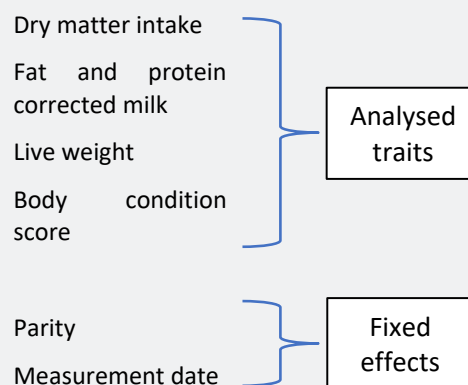 Dry matter intake
Fat and protein
corrected milk
Live weight
Body condition
score
Analysed
traits
Parity
Measurement date
Fixed
effects